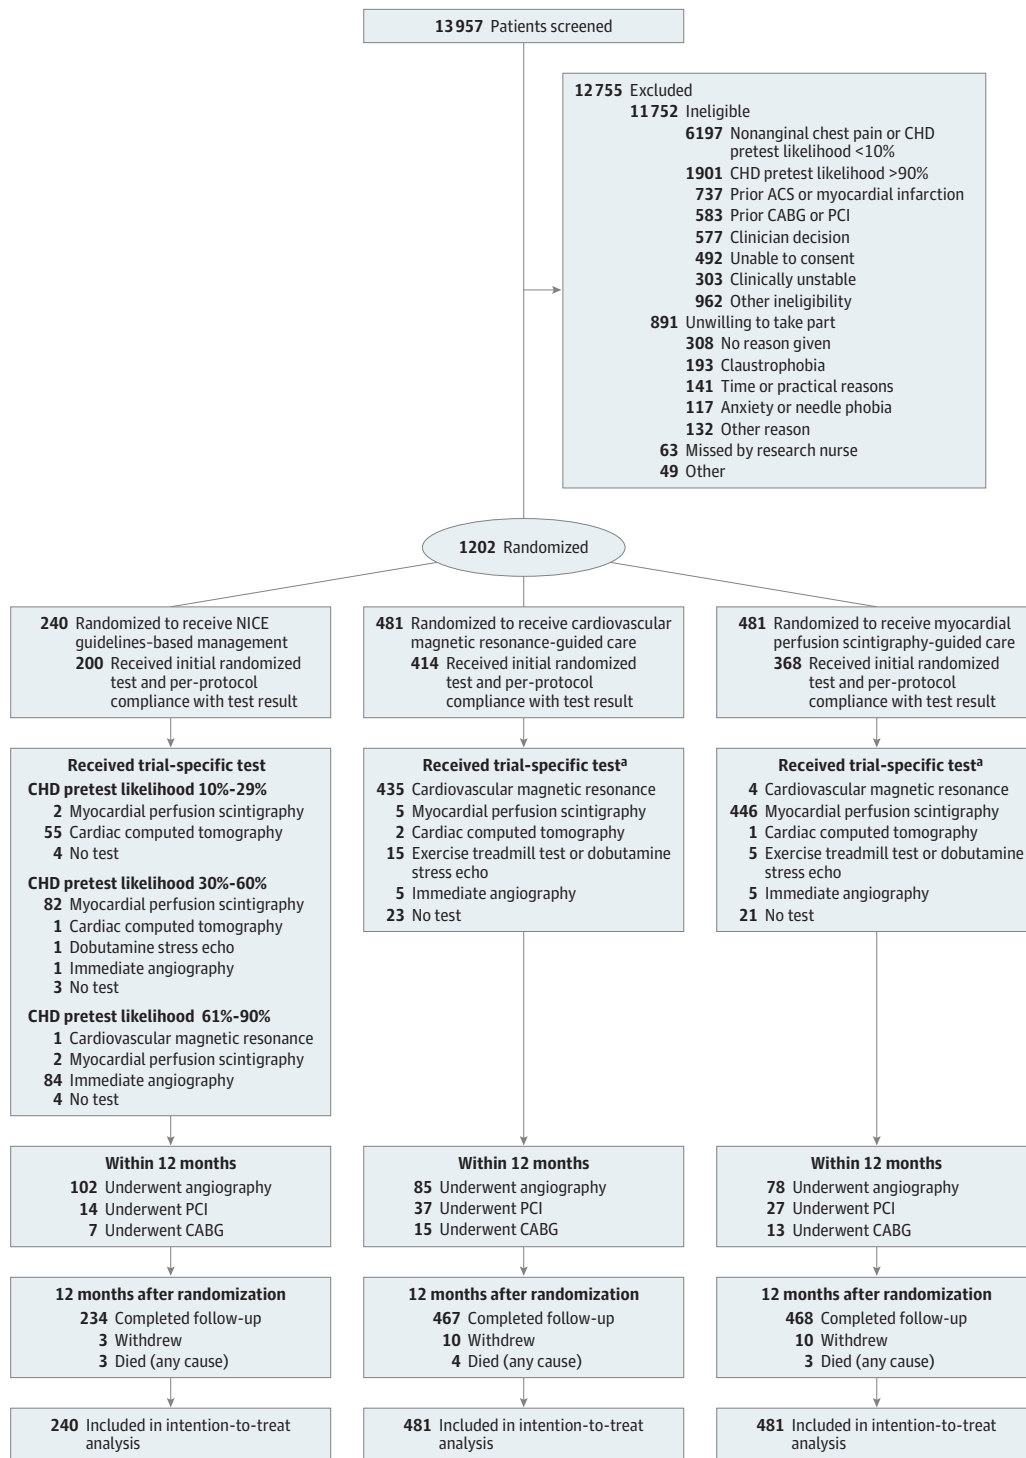 13957 Patients screened
12755 Excluded
11752 Ineligible
6197 Nonanginal chest pain or CHD
pretest likelihood <10%
1901 CHD pretest likelihood >90%
737 Prior ACS or myocardial infarction
583 Prior CABG or PCI
577 Clinician decision
492 Unable to consent
303 Clinically unstable
962 Other ineligibility
891 Unwilling to take part
308 No reason given
193 Claustrophobia
141 Time or practical reasons
117 Anxiety or needle phobia
132 Other reason
63 Missed by research nurse
49 Other
1202 Randomized
240 Randomized to receive NICE
guidelines-based management
200 Received initial randomized
test and per-protocol
compliance with test result
481 Randomized to receive cardiovascular
magnetic resonance-guided care
414 Received initial randomized
test and per-protocol
compliance with test result
481 Randomized to receive myocardial
perfusion scintigraphy-guided care
368 Received initial randomized
test and per-protocol
compliance with test result
Received trial-specific test
CHD pretest likelihood 10%-29%
2 Myocardial perfusion scintigraphy
55 Cardiac computed tomography
4 No test
CHD pretest likelihood 30%-60%
82 Myocardial perfusion scintigraphy
1 Cardiac computed tomography
1 Dobutamine stress echo
1 Immediate angiography
3 No test
CHD pretest likelihood 61%-90%
1 Cardiovascular magnetic resonance
2 Myocardial perfusion scintigraphy
84 Immediate angiography
4 No test
Received trial-specific testa
435 Cardiovascular magnetic resonance
5 Myocardial perfusion scintigraphy
2 Cardiac computed tomography
15 Exercise treadmill test or dobutamine
stress echo
5 Immediate angiography
23 No test
Received trial-specific testa
4 Cardiovascular magnetic resonance
446 Myocardial perfusion scintigraphy
1 Cardiac computed tomography
5 Exercise treadmill test or dobutamine
stress echo
5 Immediate angiography
21 No test
Within 12 months
102 Underwent angiography
14 Underwent PCI
7 Underwent CABG
Within 12 months
85 Underwent angiography
37 Underwent PCI
15 Underwent CABG
Within 12 months
78 Underwent angiography
27 Underwent PCI
13 Underwent CABG
12 months after randomization
234 Completed follow-up
3 Withdrew
3 Died (any cause)
12 months after randomization
467 Completed follow-up
10 Withdrew
4 Died (any cause)
12 months after randomization
468 Completed follow-up
10 Withdrew
3 Died (any cause)
240 Included in intention-to-treat
analysis
481 Included in intention-to-treat
analysis
481 Included in intention-to-treat
analysis